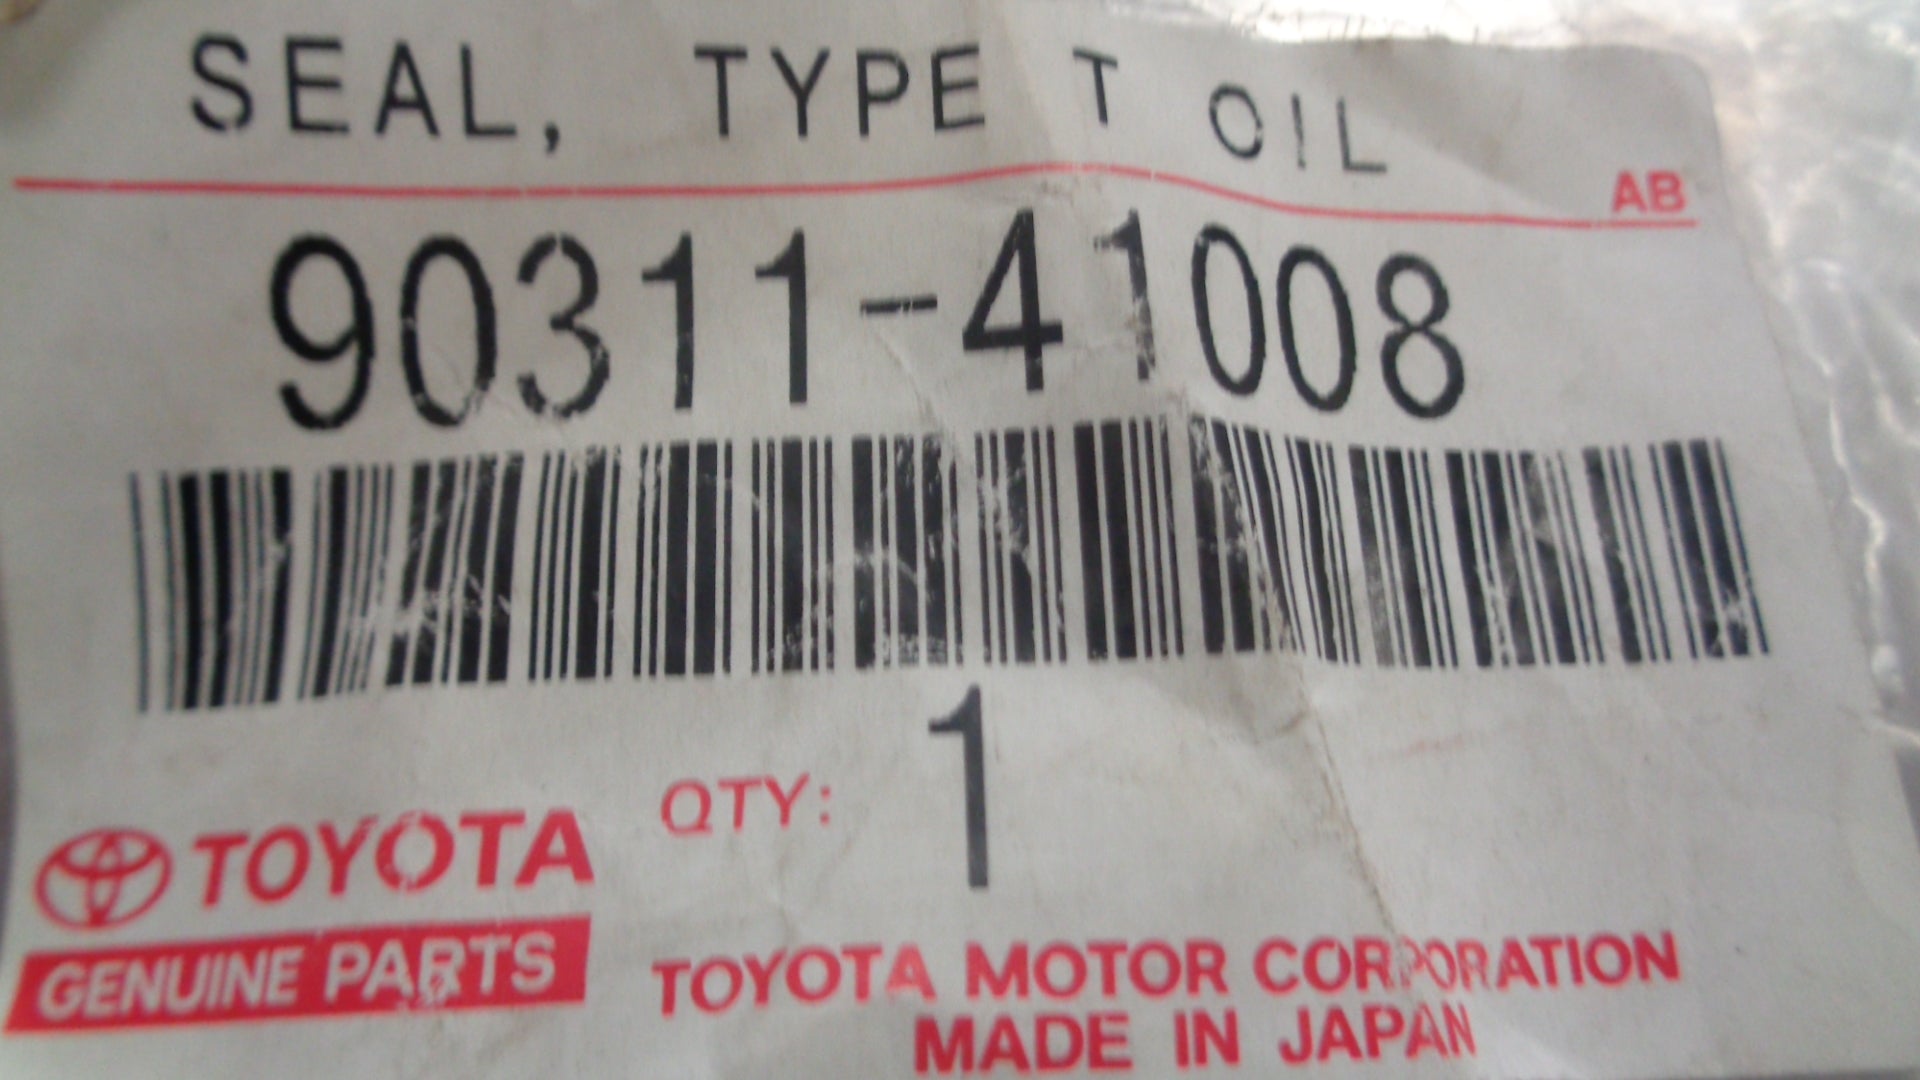 SEAL, TYPE T OIL
AB
90311-41008
QTY: 1
TOYOTA
GENUINE PARTS
TOYOTA MOTOR CORPORATION
MADE IN JAPAN